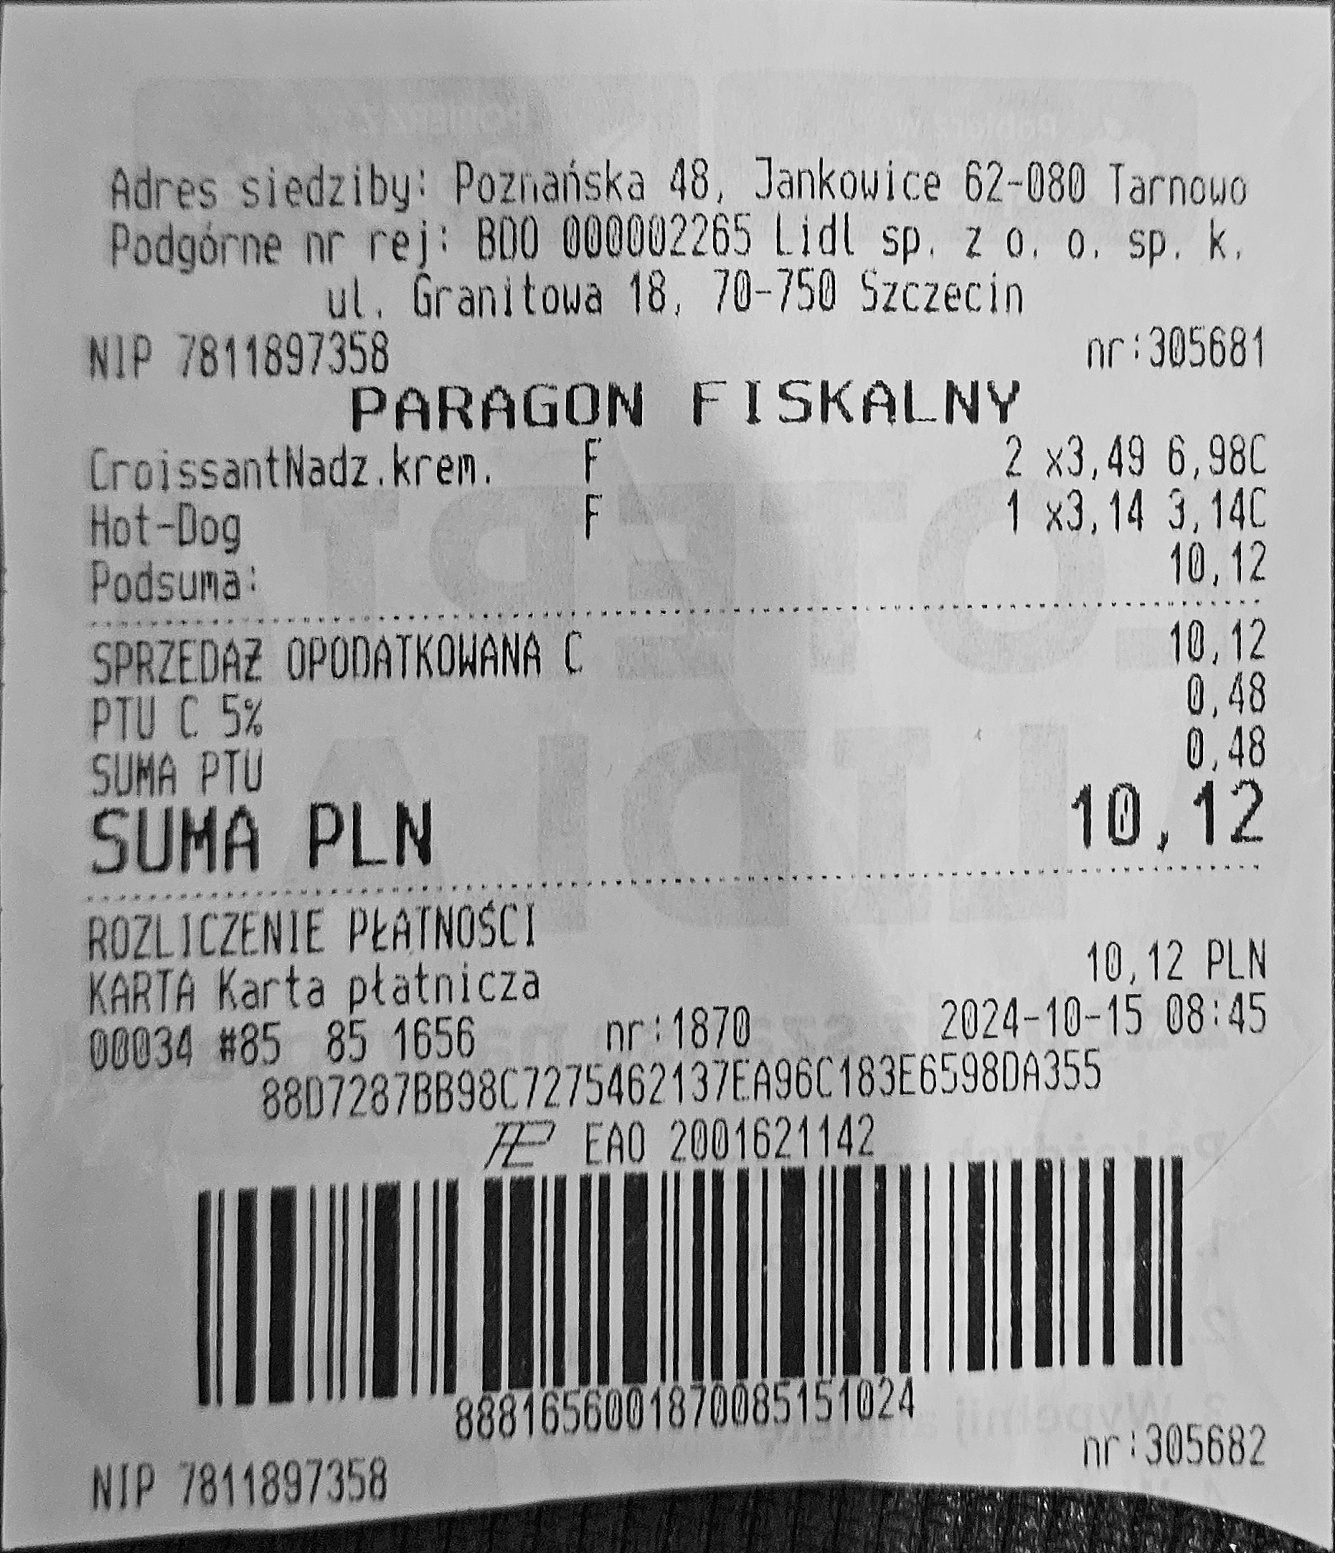 Adres siedziby: Poznańska 48, Jankowice 62-080 Tarnowo
Podgórne nr rej: BDO 000002265 Lidl sp. z o. o. sp. k.
ul. Granitowa 18, 70-750 Szczecin
NIP 7811897358 nr:305681
PARAGON FISKALNY
CroissantNadz.krem. F 2 x3,49 6,98C
Hot-Dog F 1 x3,14 3,14C
Podsuma: 10,12
SPRZEDAŻ OPODATKOWANA C 10,12
PTU C 5% 0,48
SUMA PTU 0,48
SUMA PLN 10,12
ROZLICZENIE PŁATNOŚCI
KARTA Karta płatnicza 10,12 PLN
00034 #85 85 1656 nr:1870 2024-10-15 08:45
88D7287BB98C7275462137EA96C183E6598DA355
EAO 2001621142
8881656001870085151024
NIP 7811897358 nr:305682